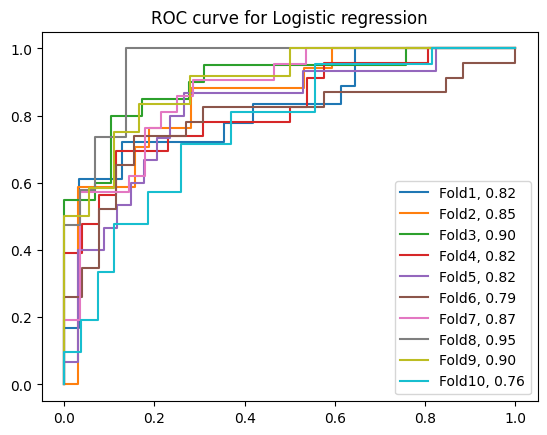 ROC curve for Logistic regression
1.0
0.8
0.6
0.4
0.2
0.0
Fold1, 0.82
Fold2, 0.85
Fold3, 0.90
Fold4, 0.82
Fold5, 0.82
Fold6, 0.79
Fold7, 0.87
Fold8, 0.95
Fold9, 0.90
Fold10, 0.76
0.0 0.2 0.4 0.6 0.8 1.0